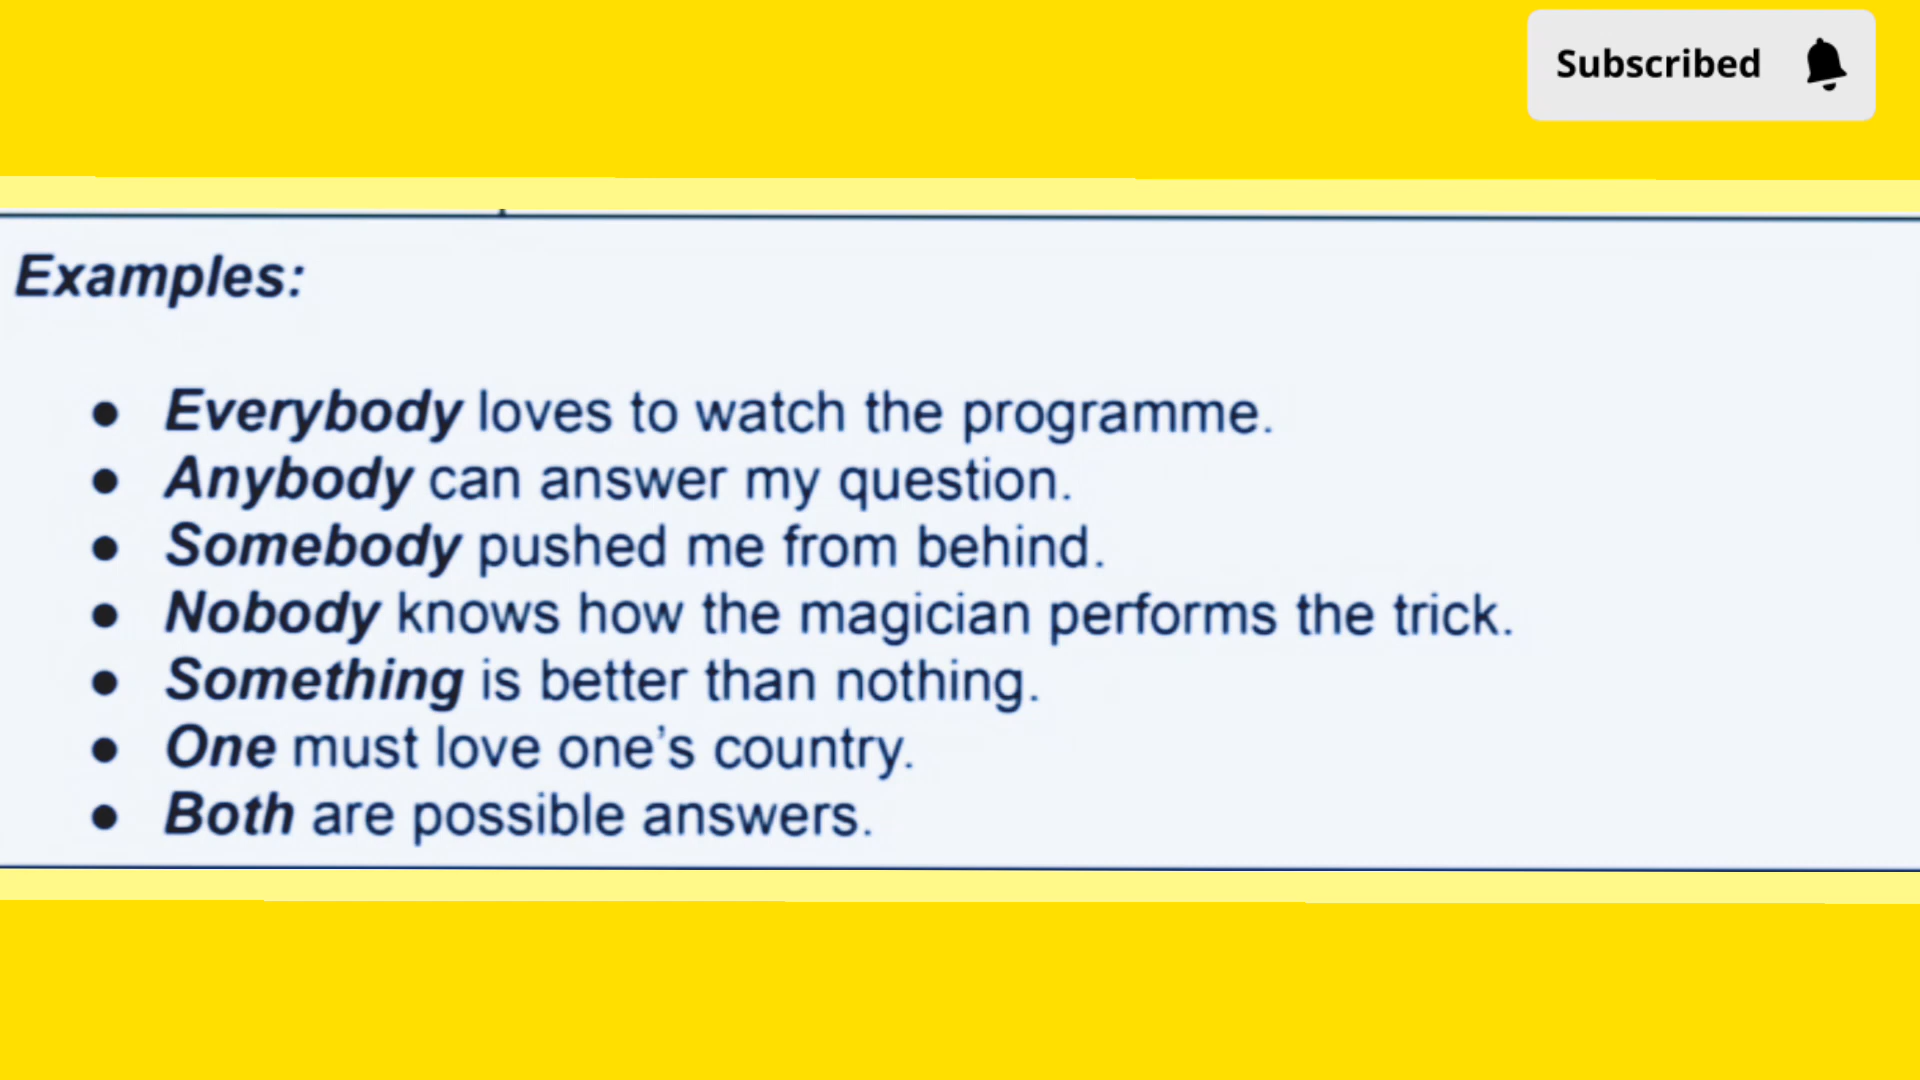 Subscribed
Examples:
● Everybody loves to watch the programme.
● Anybody can answer my question.
● Somebody pushed me from behind.
● Nobody knows how the magician performs the trick.
● Something is better than nothing.
● One must love one’s country.
● Both are possible answers.